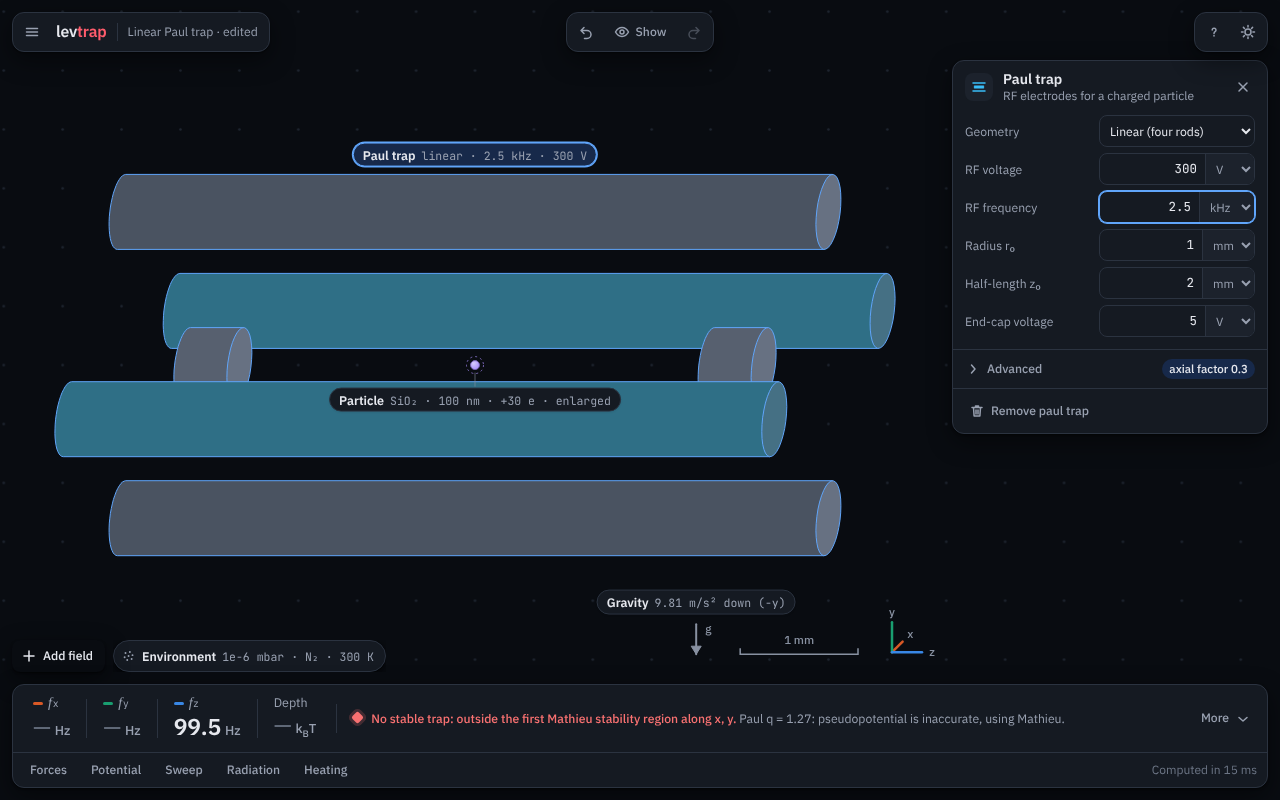 levtrap
Linear Paul trap · edited
Show
?
Paul trap
RF electrodes for a charged particle
Geometry
Linear (four rods)
RF voltage
300
V
RF frequency
2.5
kHz
Radius r₀
1
mm
Half-length z₀
2
mm
End-cap voltage
5
V
Advanced
axial factor 0.3
Remove paul trap
Paul trap linear · 2.5 kHz · 300 V
Particle SiO₂ · 100 nm · +30 e · enlarged
Gravity 9.81 m/s² down (-y)
g
1 mm
y
x
z
Add field
Environment 1e-6 mbar · N₂ · 300 K
fx
— Hz
fy
— Hz
fz
99.5 Hz
Depth
— kBT
No stable trap: outside the first Mathieu stability region along x, y. Paul q = 1.27: pseudopotential is inaccurate, using Mathieu.
More
Forces
Potential
Sweep
Radiation
Heating
Computed in 15 ms